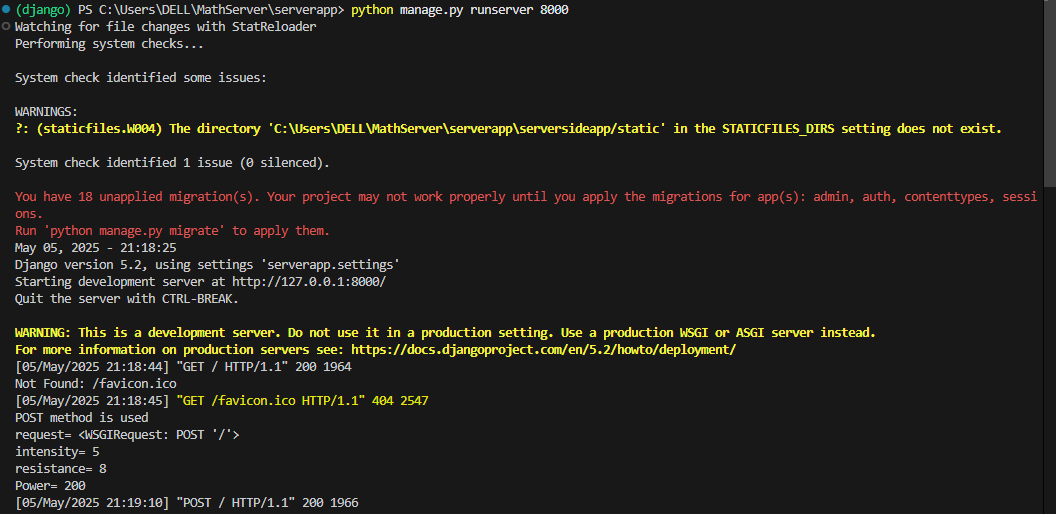 (django) PS C:\Users\DELL\MathServer\serverapp> python manage.py runserver 8000
Watching for file changes with StatReloader
Performing system checks...
System check identified some issues:
WARNINGS:
?: (staticfiles.W004) The directory 'C:\Users\DELL\MathServer\serverapp\serversideapp/static' in the STATICFILES_DIRS setting does not exist.
System check identified 1 issue (0 silenced).
You have 18 unapplied migration(s). Your project may not work properly until you apply the migrations for app(s): admin, auth, contenttypes, sessi
ons.
Run 'python manage.py migrate' to apply them.
May 05, 2025 - 21:18:25
Django version 5.2, using settings 'serverapp.settings'
Starting development server at http://127.0.0.1:8000/
Quit the server with CTRL-BREAK.
WARNING: This is a development server. Do not use it in a production setting. Use a production WSGI or ASGI server instead.
For more information on production servers see: https://docs.djangoproject.com/en/5.2/howto/deployment/
[05/May/2025 21:18:44] "GET / HTTP/1.1" 200 1964
Not Found: /favicon.ico
[05/May/2025 21:18:45] "GET /favicon.ico HTTP/1.1" 404 2547
POST method is used
request= <WSGIRequest: POST '/'>
intensity= 5
resistance= 8
Power= 200
[05/May/2025 21:19:10] "POST / HTTP/1.1" 200 1966